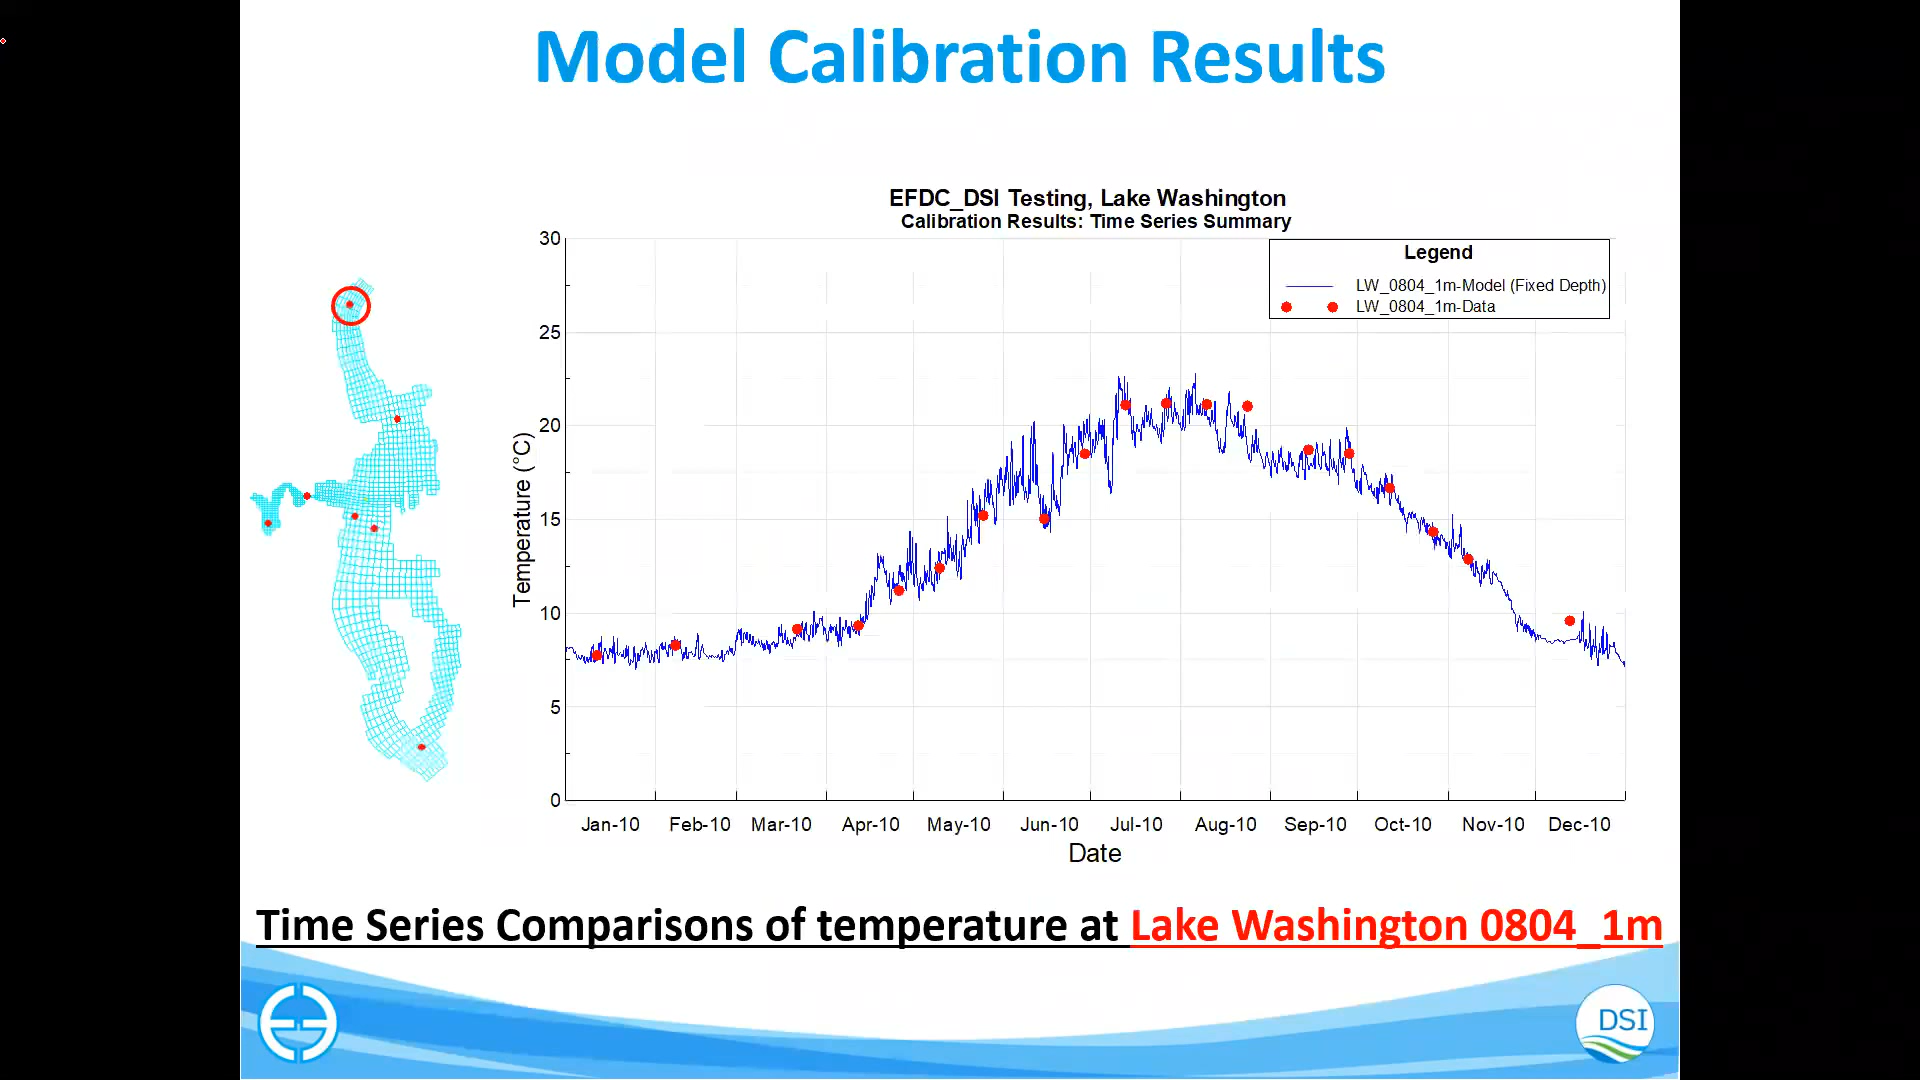 Model Calibration Results
EFDC_DSI Testing, Lake Washington
Calibration Results: Time Series Summary
Legend
LW_0804_1m-Model (Fixed Depth)
LW_0804_1m-Data
30
25
20
15
10
5
0
Temperature (°C)
Jan-10 Feb-10 Mar-10 Apr-10 May-10 Jun-10 Jul-10 Aug-10 Sep-10 Oct-10 Nov-10 Dec-10
Date
Time Series Comparisons of temperature at Lake Washington 0804_1m
DSI